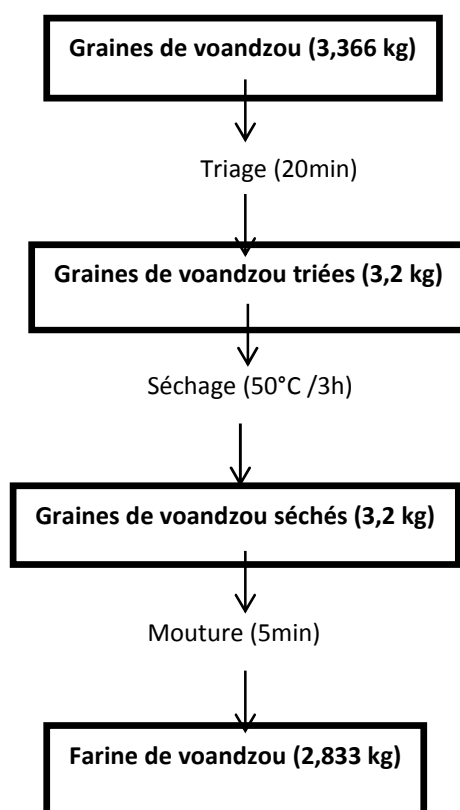 Graines de voandzou (3,366 kg)
Triage (20min)
Graines de voandzou triées (3,2 kg)
Séchage (50°C /3h)
Graines de voandzou séchés (3,2 kg)
Mouture (5min)
Farine de voandzou (2,833 kg)